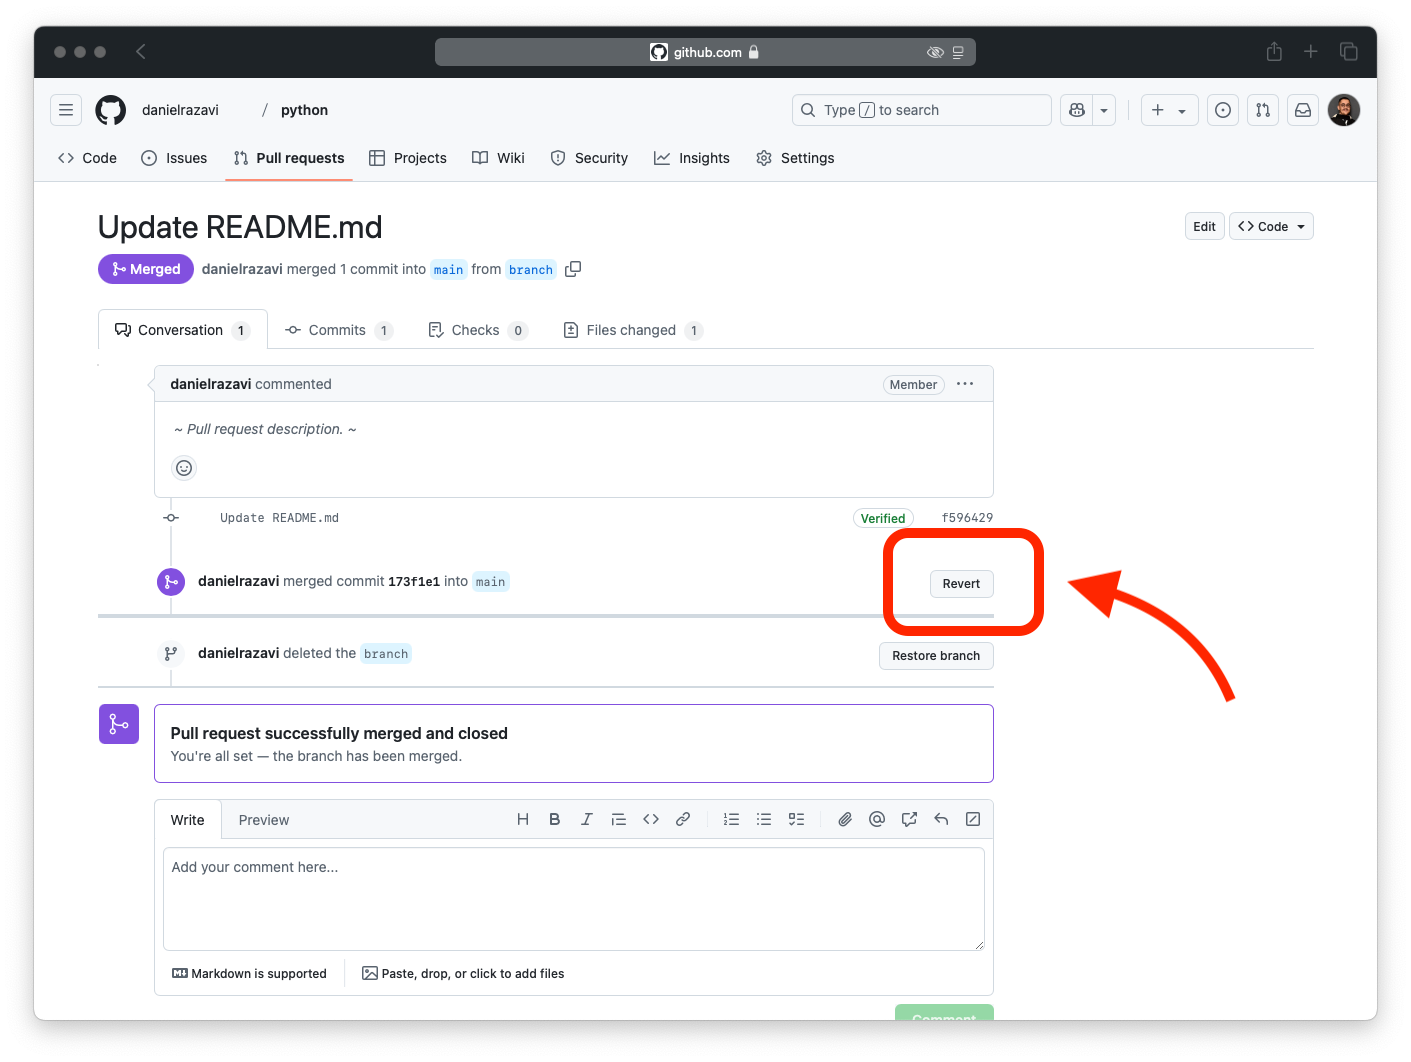 github.com
danielrazavi / python
Type / to search
Code Issues Pull requests Projects Wiki Security Insights Settings
Update README.md
Edit Code
Merged danielrazavi merged 1 commit into main from branch
Conversation 1 Commits 1 Checks 0 Files changed 1
danielrazavi commented Member
~ Pull request description. ~
Update README.md Verified f596429
danielrazavi merged commit 173f1e1 into main Revert
danielrazavi deleted the branch Restore branch
Pull request successfully merged and closed
You're all set — the branch has been merged.
Write Preview
Add your comment here...
Markdown is supported Paste, drop, or click to add files
Comment